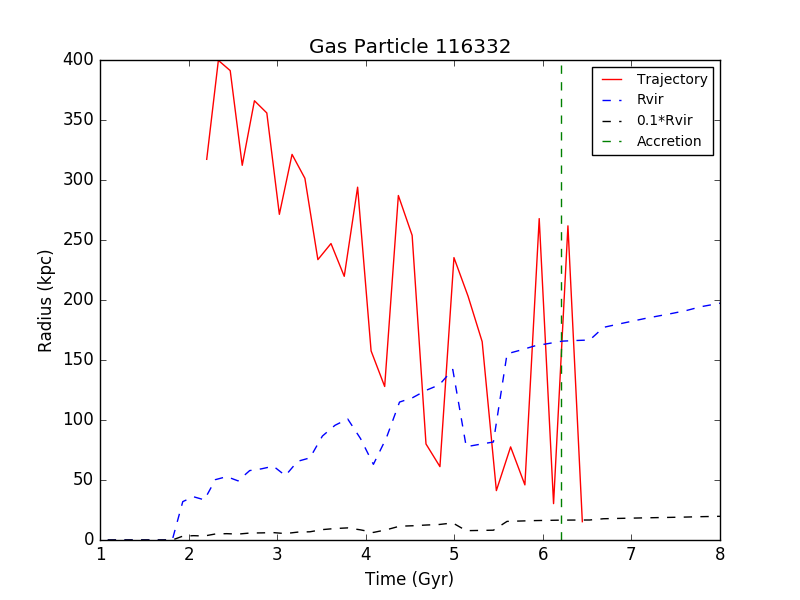 Gas Particle 116332
400
350
300
250
200
150
100
50
0
Radius (kpc)
1 2 3 4 5 6 7 8
Time (Gyr)
Trajectory
Rvir
0.1*Rvir
Accretion